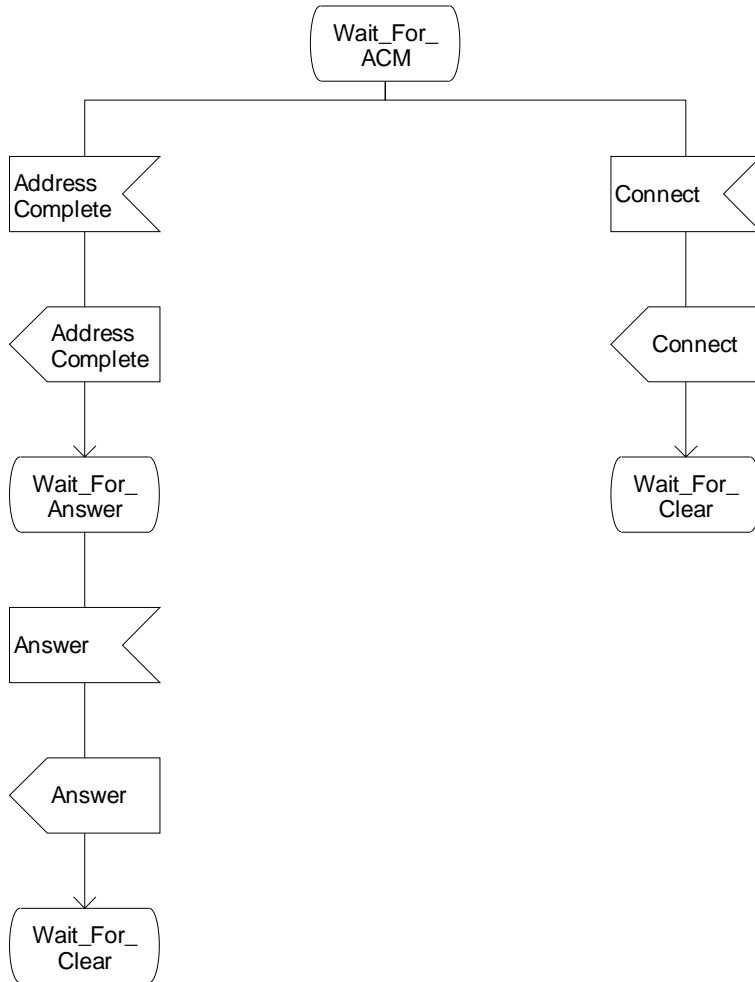 Wait_For_
ACM
Address
Complete
Connect
Address
Complete
Connect
Wait_For_
Answer
Wait_For_
Clear
Answer
Answer
Wait_For_
Clear